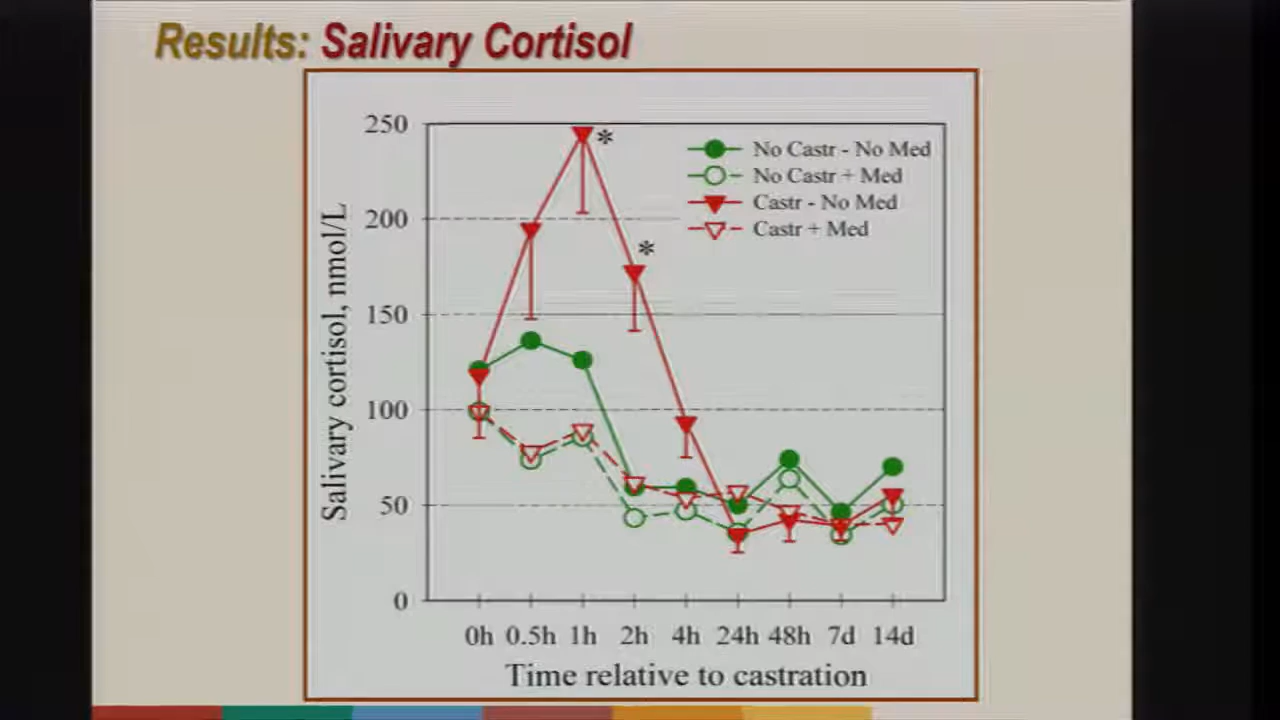 Results: Salivary Cortisol
250
200
150
100
50
0
Salivary cortisol, nmol/L
*
*
No Castr - No Med
No Castr + Med
Castr - No Med
Castr + Med
0h 0.5h 1h 2h 4h 24h 48h 7d 14d
Time relative to castration